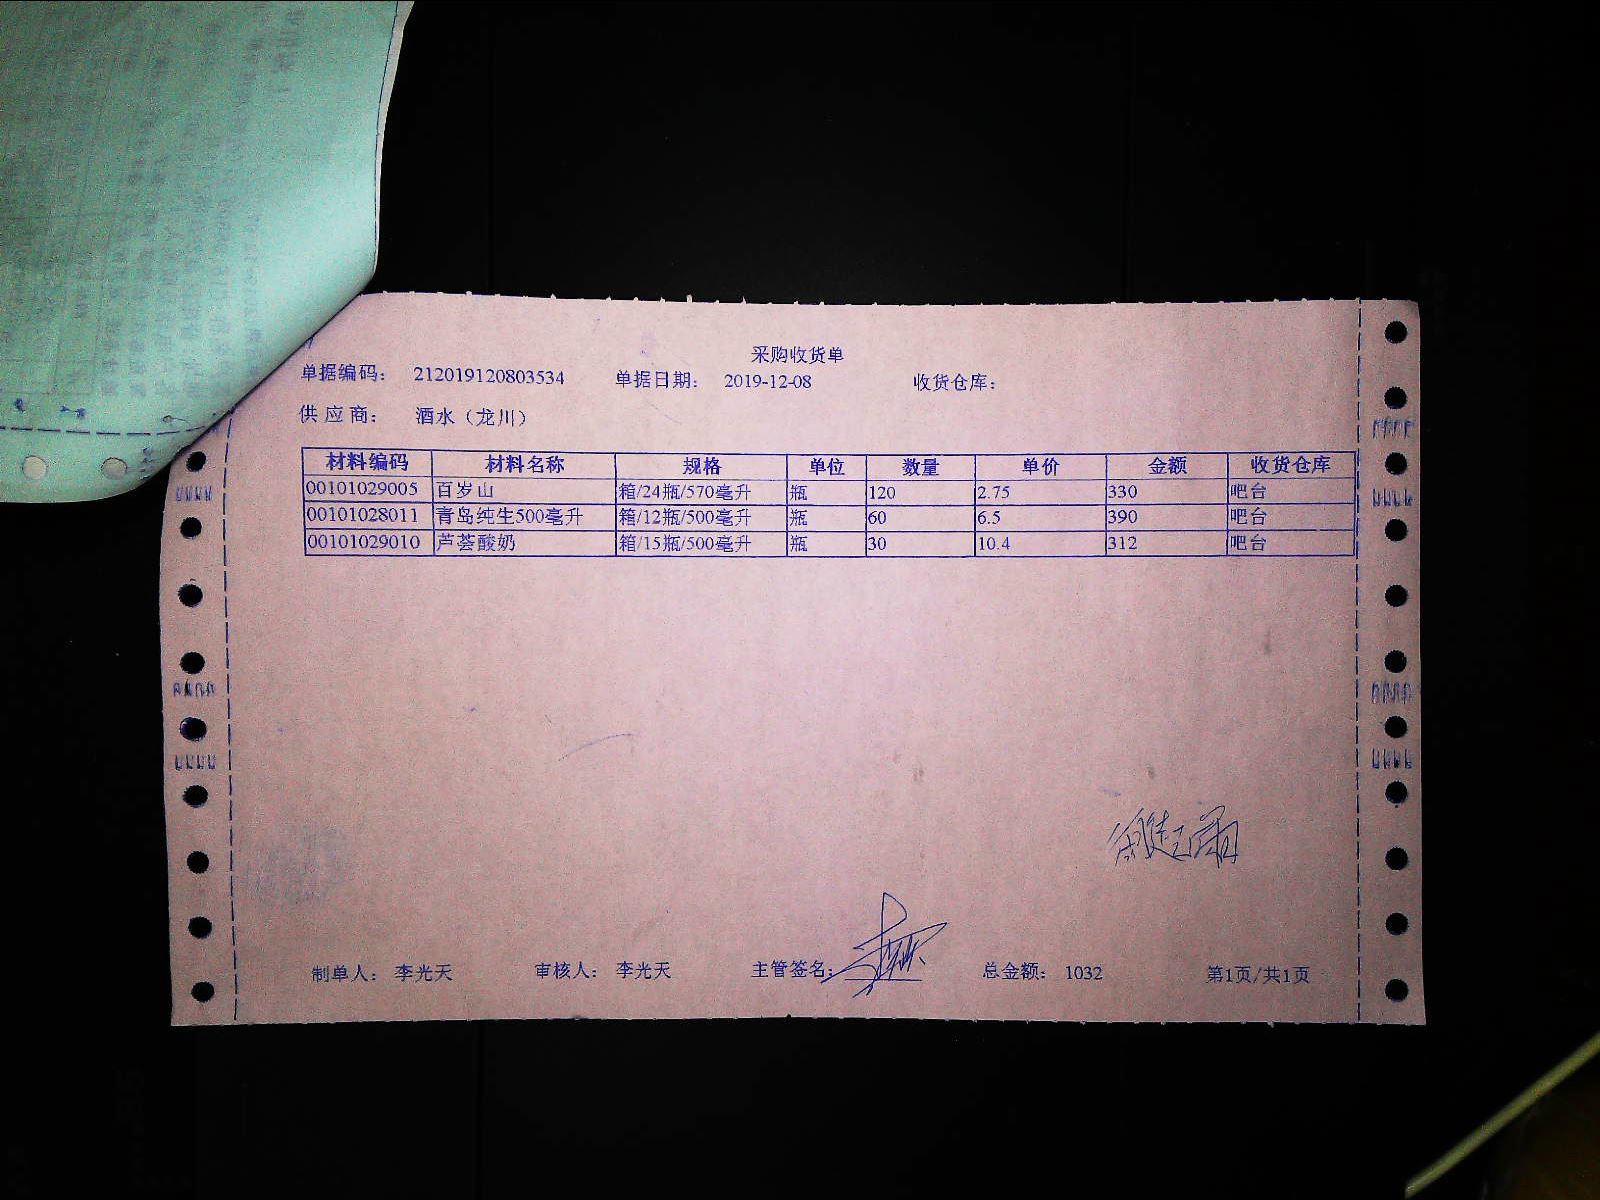 采购收货单
单据编码: 212019120803534 单据日期: 2019-12-08 收货仓库:
供应商: 酒水（龙川）
材料编码 材料名称 规格 单位 数量 单价 金额 收货仓库
00101029005 百岁山 箱/24瓶/570毫升 瓶 120 2.75 330 吧台
00101028011 青岛纯生500毫升 箱/12瓶/500毫升 瓶 60 6.5 390 吧台
00101029010 芦荟酸奶 箱/15瓶/500毫升 瓶 30 10.4 312 吧台
制单人: 李光天 审核人: 李光天 主管签名: 总金额: 1032 第1页/共1页